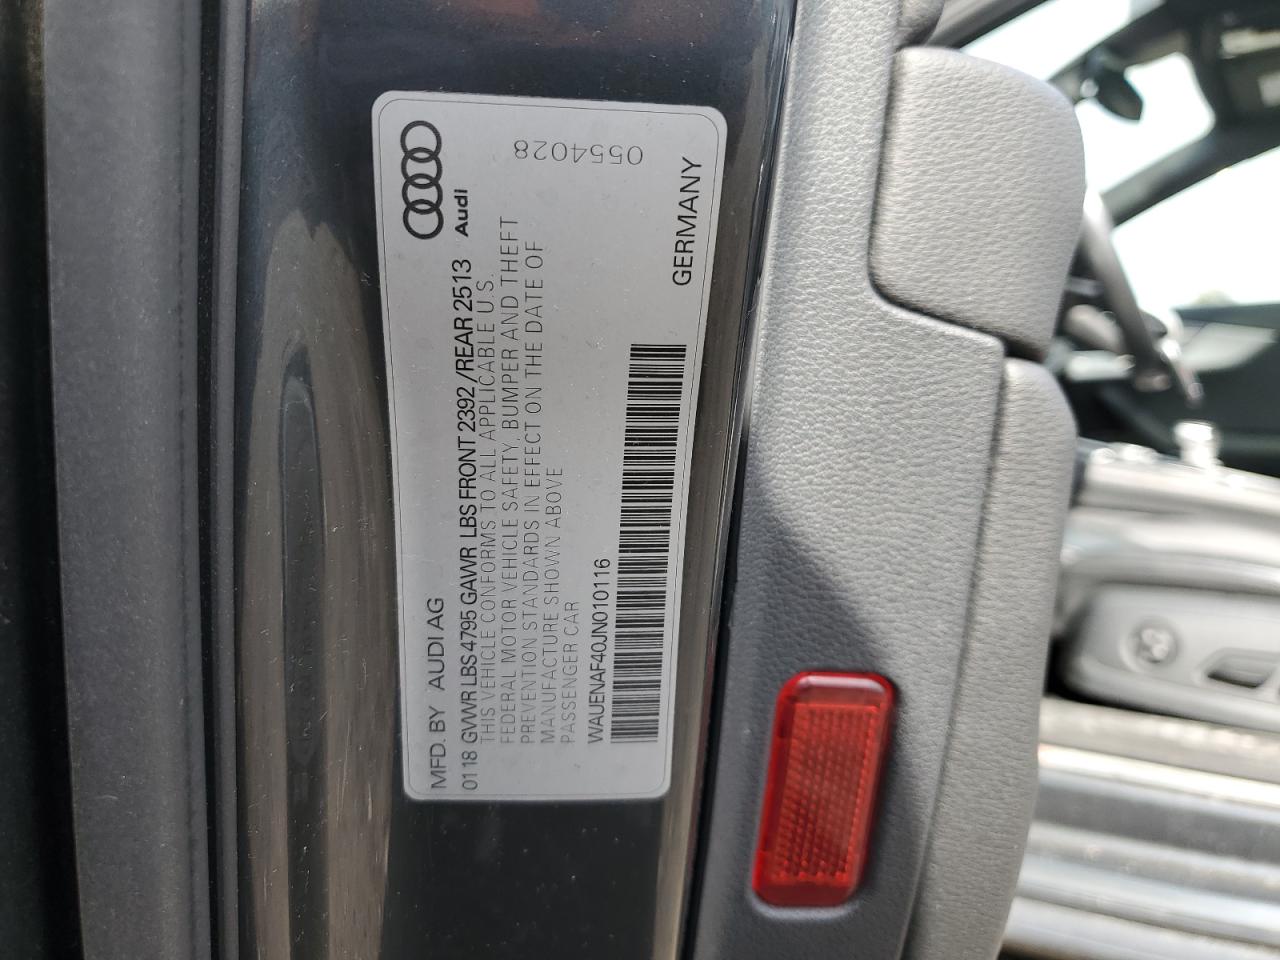 MFD. BY AUDI AG
Audi
0118 GVWR LBS 4795 GAWR LBS FRONT 2392 / REAR 2513
THIS VEHICLE CONFORMS TO ALL APPLICABLE U.S.
FEDERAL MOTOR VEHICLE SAFETY, BUMPER AND THEFT
PREVENTION STANDARDS IN EFFECT ON THE DATE OF
MANUFACTURE SHOWN ABOVE
PASSENGER CAR
WAUENAF40JN010116
0554028
GERMANY